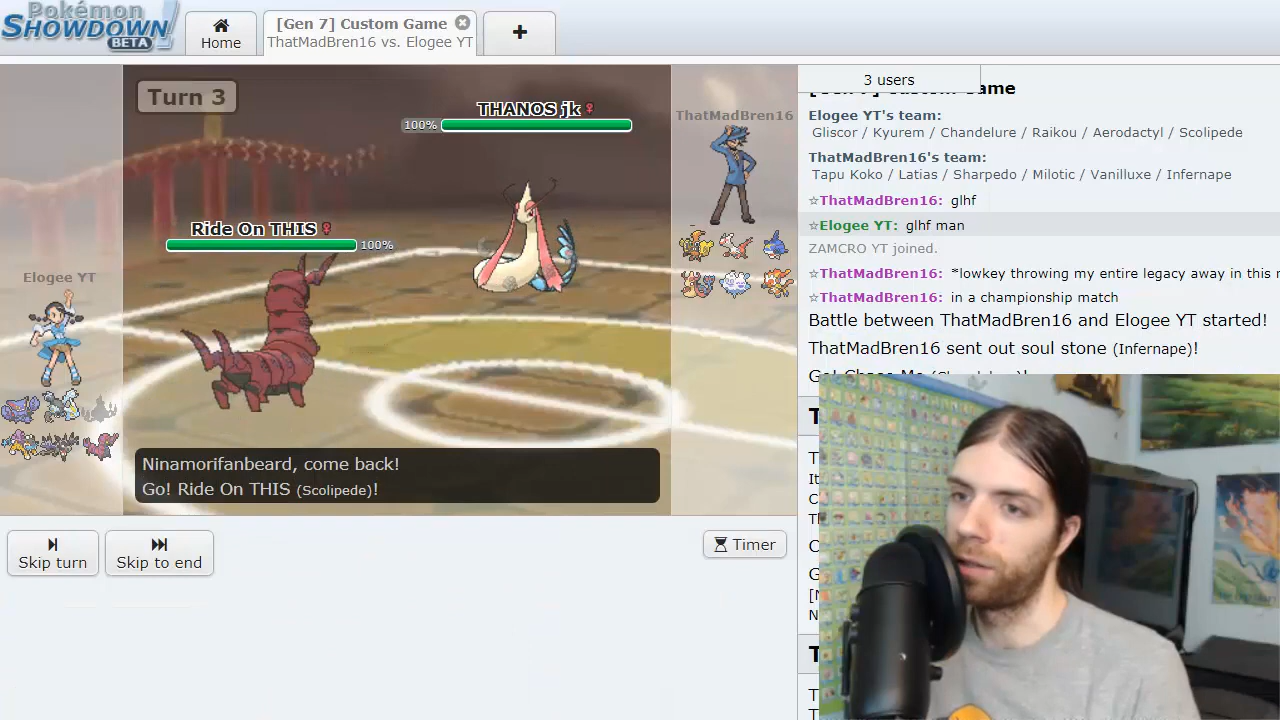 Pokémon
SHOWDOWN!
BETA
Home
[Gen 7] Custom Game
ThatMadBren16 vs. Elogee YT
+
Turn 3
THANOS jk ♀
100%
Ride On THIS ♀
100%
Elogee YT
ThatMadBren16
Ninamorifanbeard, come back!
Go! Ride On THIS (Scolipede)!
Skip turn
Skip to end
Timer
3 users
Elogee YT's team:
Gliscor / Kyurem / Chandelure / Raikou / Aerodactyl / Scolipede
ThatMadBren16's team:
Tapu Koko / Latias / Sharpedo / Milotic / Vanilluxe / Infernape
☆ThatMadBren16: glhf
☆Elogee YT: glhf man
ZAMCRO YT joined.
☆ThatMadBren16: *lowkey throwing my entire legacy away in this
☆ThatMadBren16: in a championship match
Battle between ThatMadBren16 and Elogee YT started!
ThatMadBren16 sent out soul stone (Infernape)!